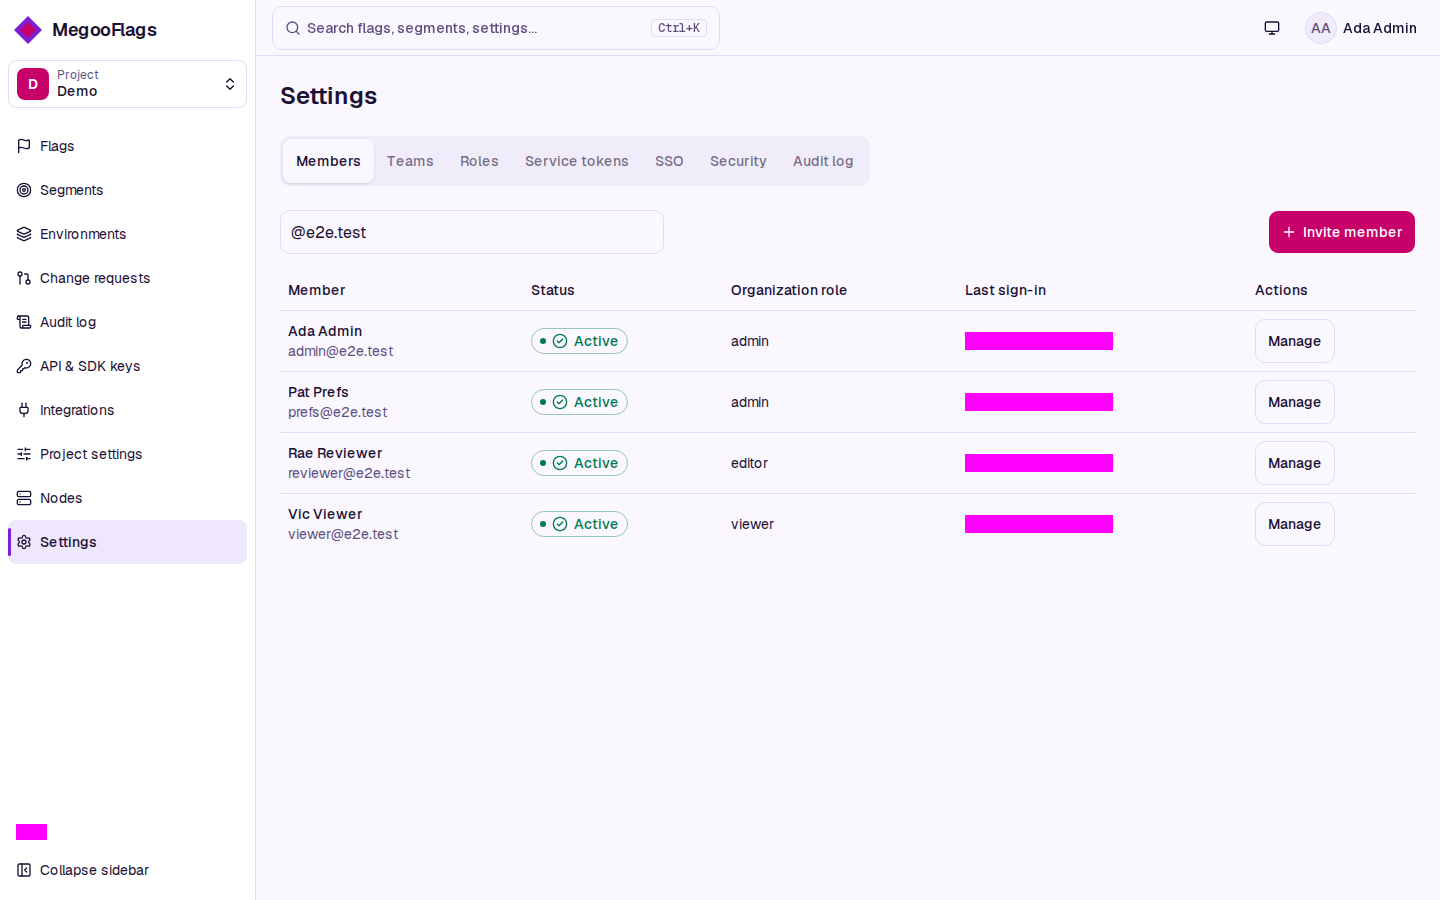 MegooFlags
Search flags, segments, settings...
Ctrl+K
AA
Ada Admin
D
Project
Demo
Flags
Segments
Environments
Change requests
Audit log
API & SDK keys
Integrations
Project settings
Nodes
Settings
Collapse sidebar
Settings
Members
Teams
Roles
Service tokens
SSO
Security
Audit log
@e2e.test
Invite member
Member Status Organization role Last sign-in Actions
Ada Admin
admin@e2e.test
Active
admin
Manage
Pat Prefs
prefs@e2e.test
Active
admin
Manage
Rae Reviewer
reviewer@e2e.test
Active
editor
Manage
Vic Viewer
viewer@e2e.test
Active
viewer
Manage